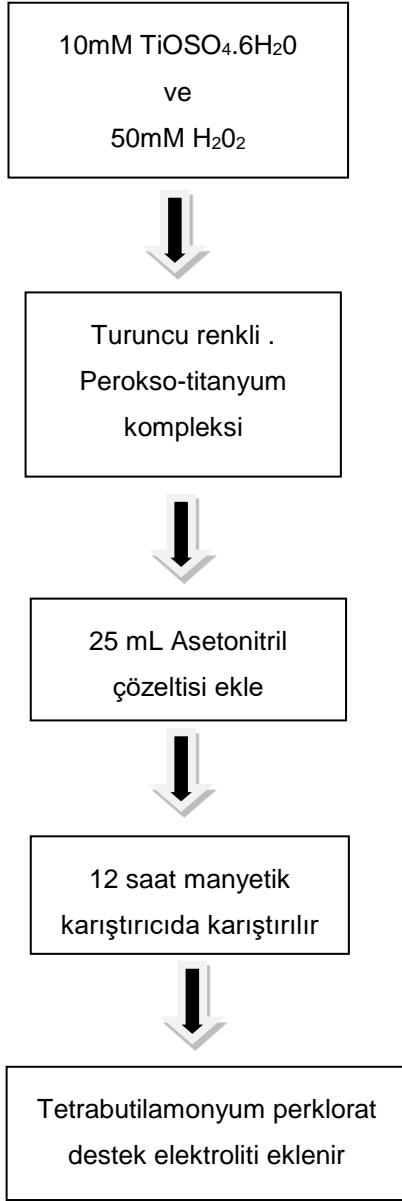 10mM TiOSO₄.6H₂0
ve
50mM H₂0₂
Turuncu renkli .
Perokso-titanyum
kompleksi
25 mL Asetonitril
çözeltisi ekle
12 saat manyetik
karıştırıcıda karıştırılır
Tetrabutilamonyum perklorat
destek elektroliti eklenir